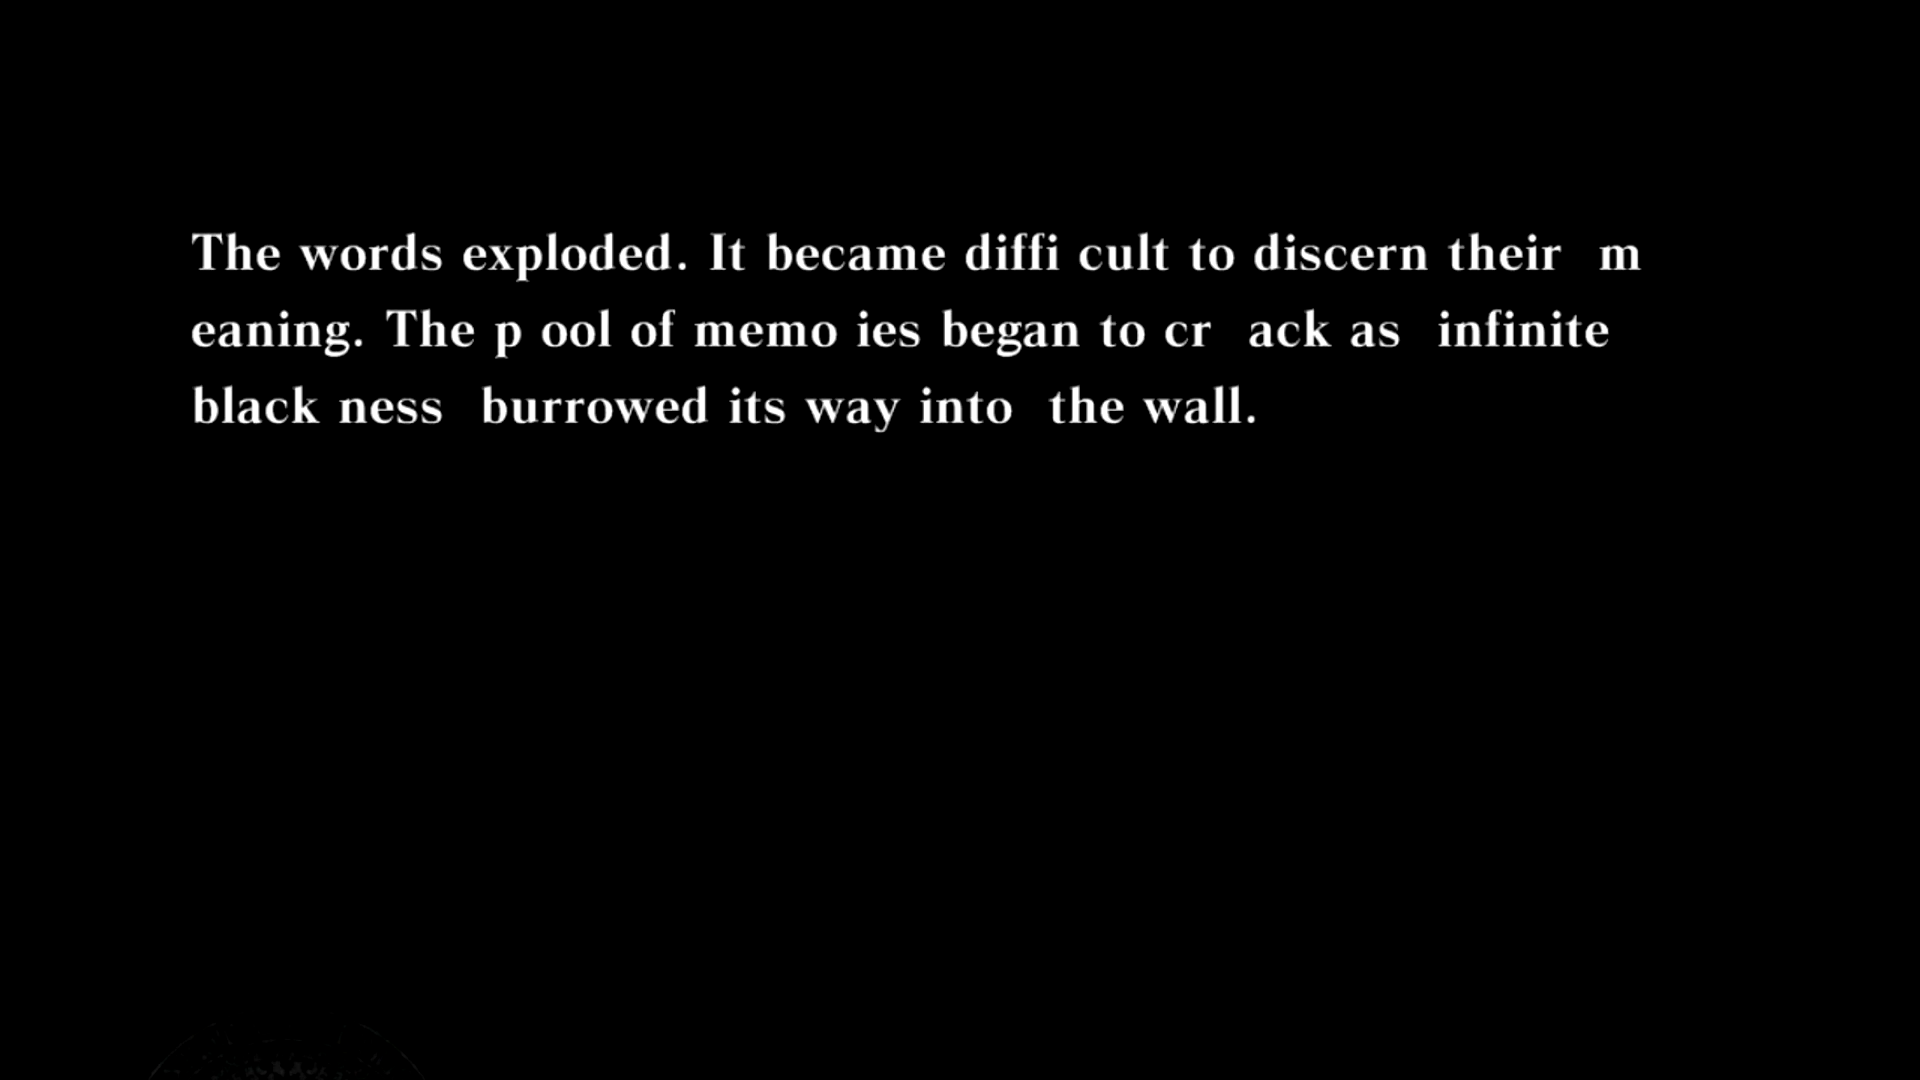 The words exploded. It became diffi cult to discern their  m
eaning. The p ool of memo ies began to cr  ack as  infinite
black ness  burrowed its way into  the wall.